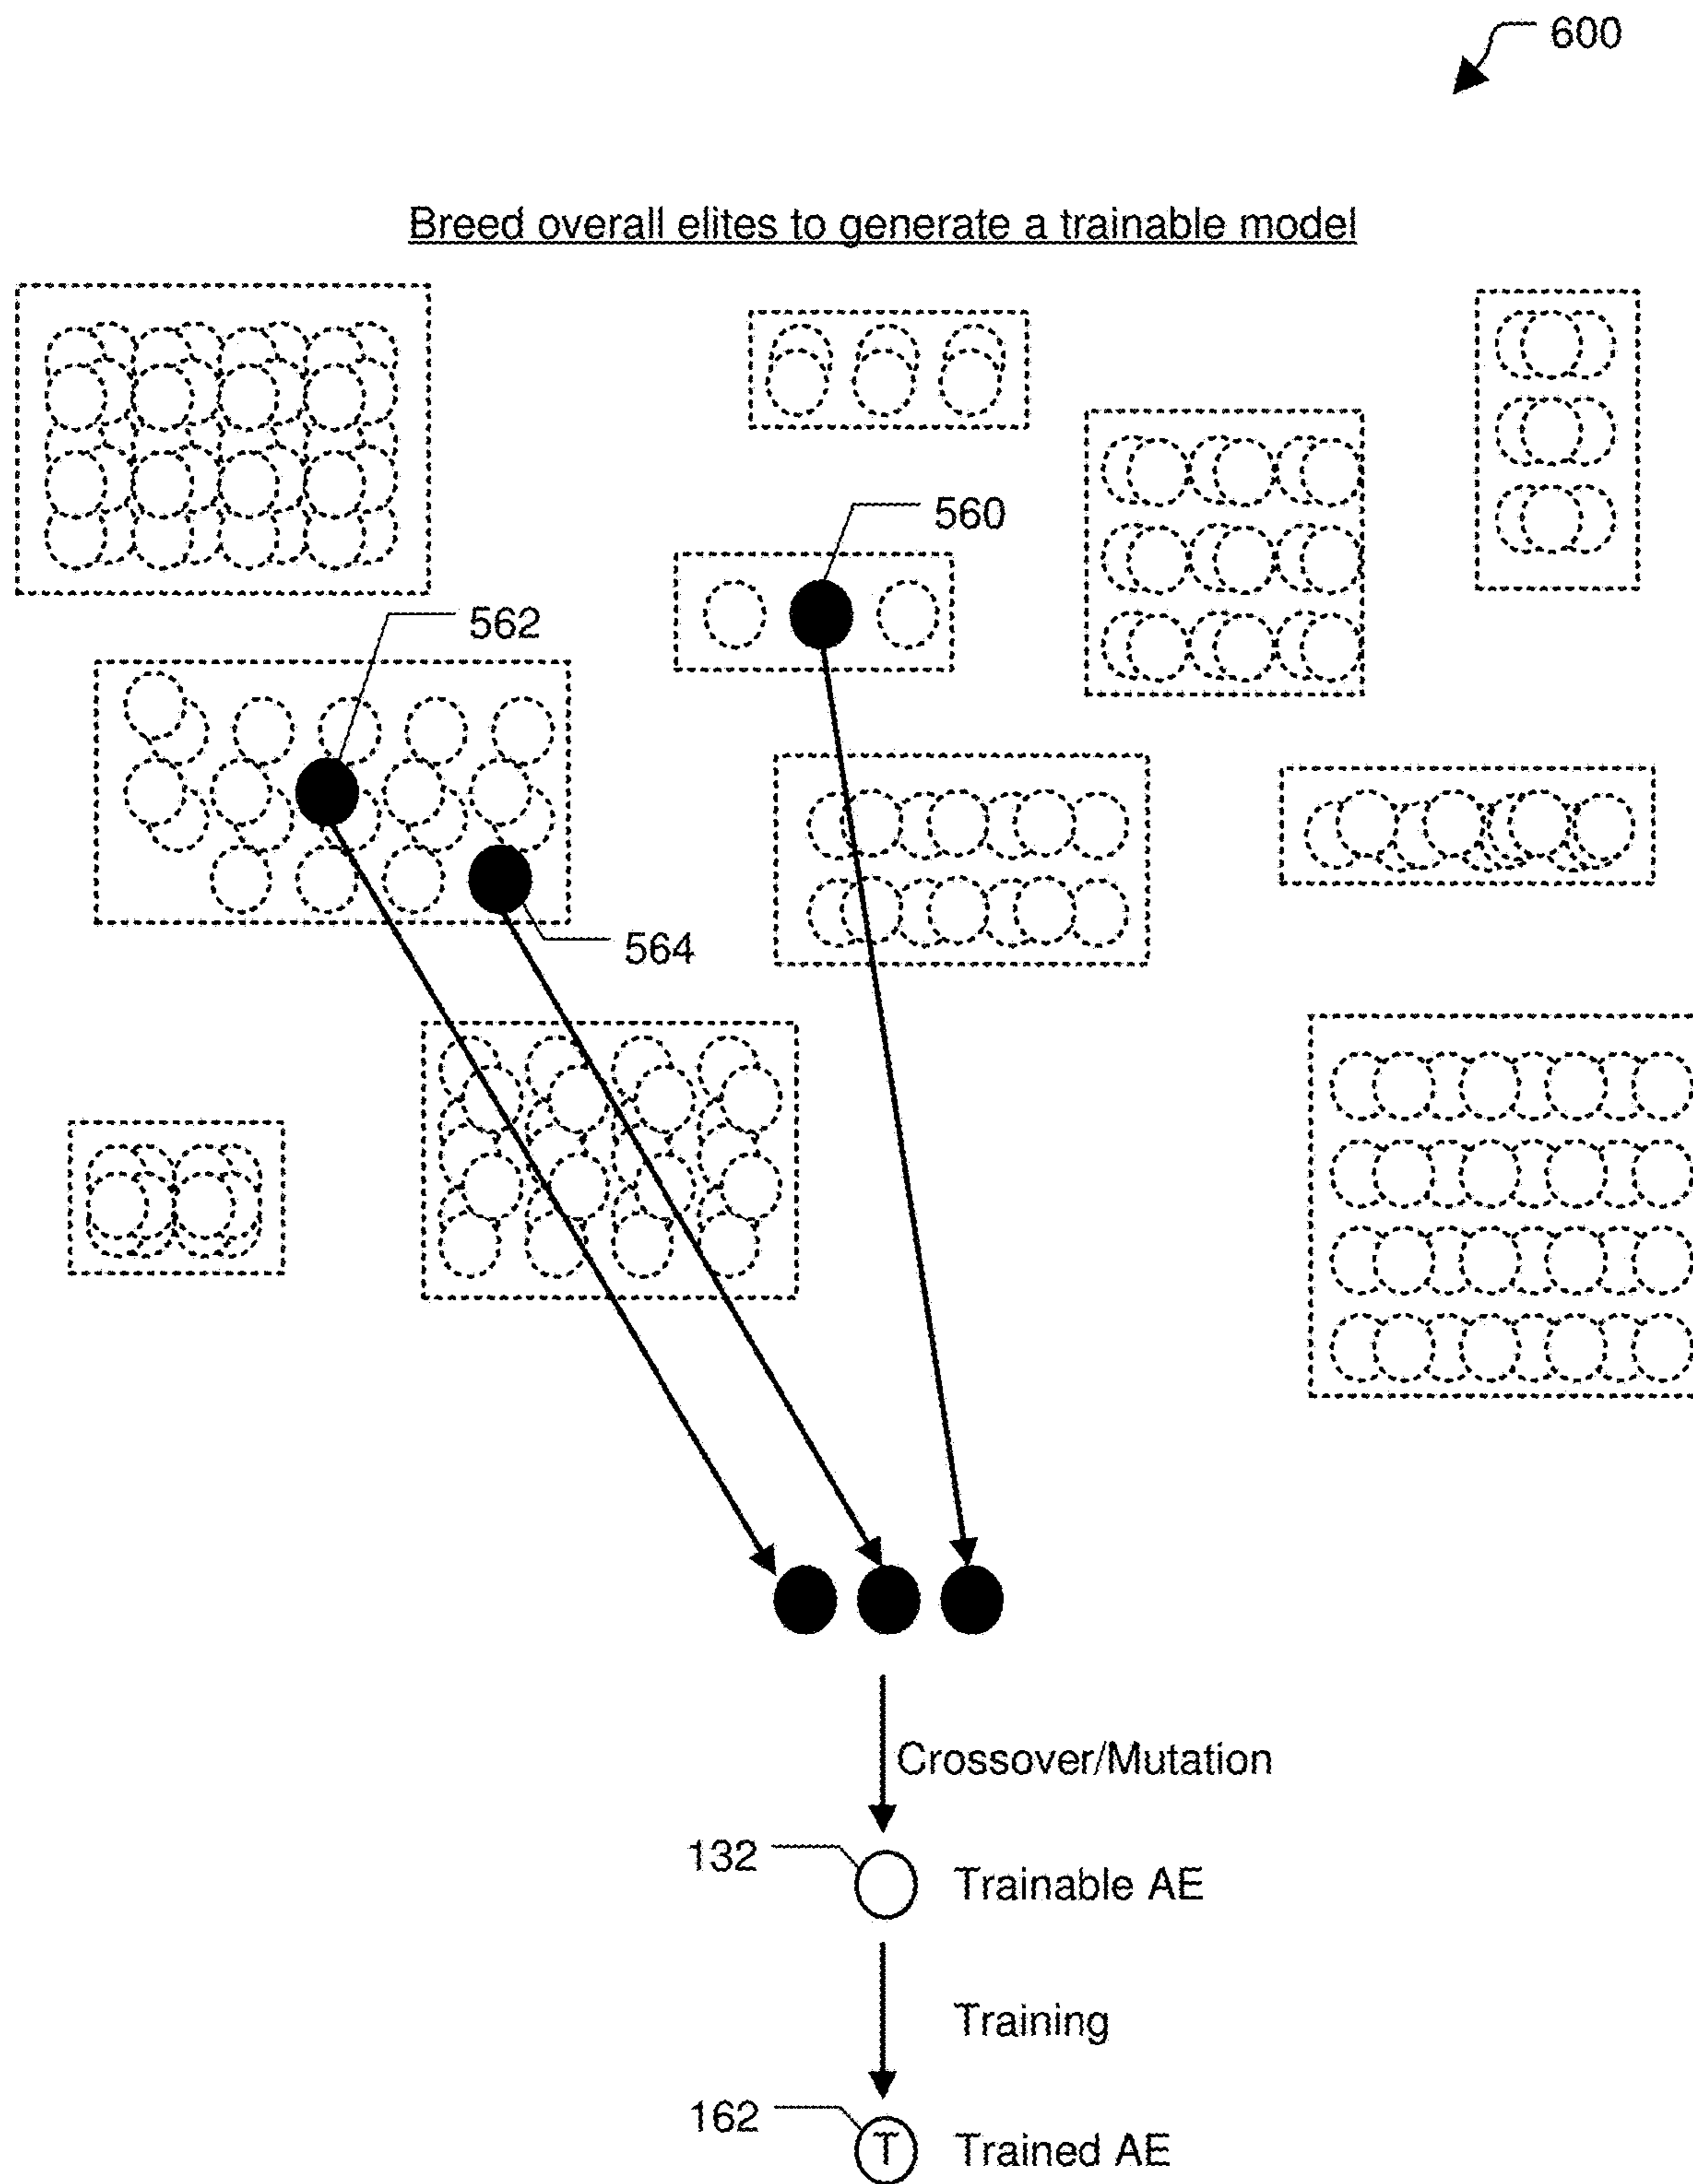 600
Breed overall elites to generate a trainable model
560
562
564
Crossover/Mutation
132
Trainable AE
Training
162
T
Trained AE